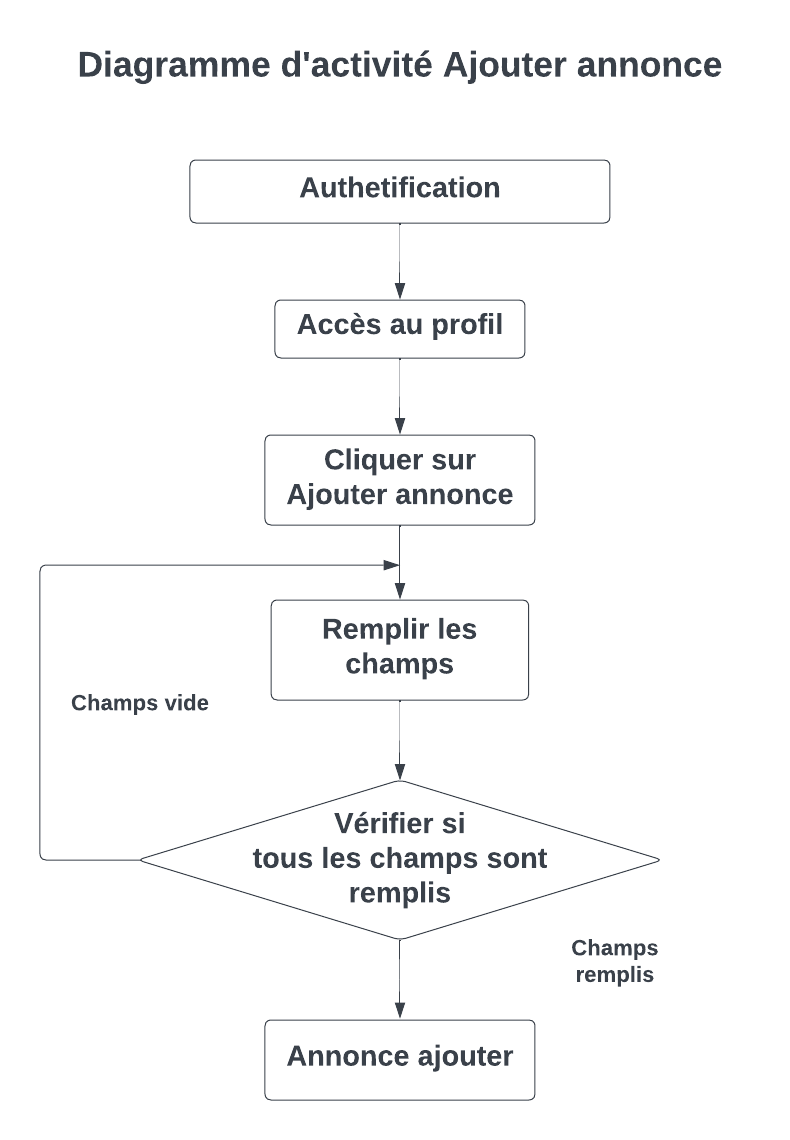 Diagramme d'activité Ajouter annonce
Authetification
Accès au profil
Cliquer sur
Ajouter annonce
Remplir les
champs
Champs vide
Vérifier si
tous les champs sont
remplis
Champs
remplis
Annonce ajouter